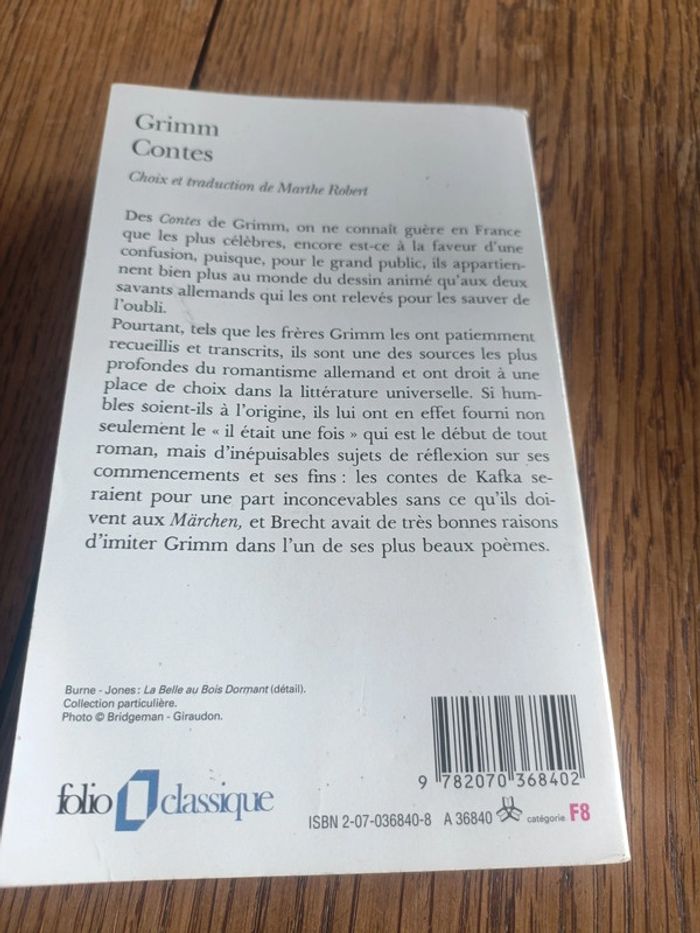 Grimm
Contes
Choix et traduction de Marthe Robert
Des Contes de Grimm, on ne connaît guère en France
que les plus célèbres, encore est-ce à la faveur d'une
confusion, puisque, pour le grand public, ils appartien-
nent bien plus au monde du dessin animé qu'aux deux
savants allemands qui les ont relevés pour les sauver de
l'oubli.
Pourtant, tels que les frères Grimm les ont patiemment
recueillis et transcrits, ils sont une des sources les plus
profondes du romantisme allemand et ont droit à une
place de choix dans la littérature universelle. Si hum-
bles soient-ils à l'origine, ils lui ont en effet fourni non
seulement le « il était une fois » qui est le début de tout
roman, mais d'inépuisables sujets de réflexion sur ses
commencements et ses fins : les contes de Kafka se-
raient pour une part inconcevables sans ce qu'ils doi-
vent aux Märchen, et Brecht avait de très bonnes raisons
d'imiter Grimm dans l'un de ses plus beaux poèmes.
Burne - Jones : La Belle au Bois Dormant (détail).
Collection particulière.
Photo © Bridgeman - Giraudon.
9 782070 368402
folio classique
ISBN 2-07-036840-8 A 36840 catégorie F8